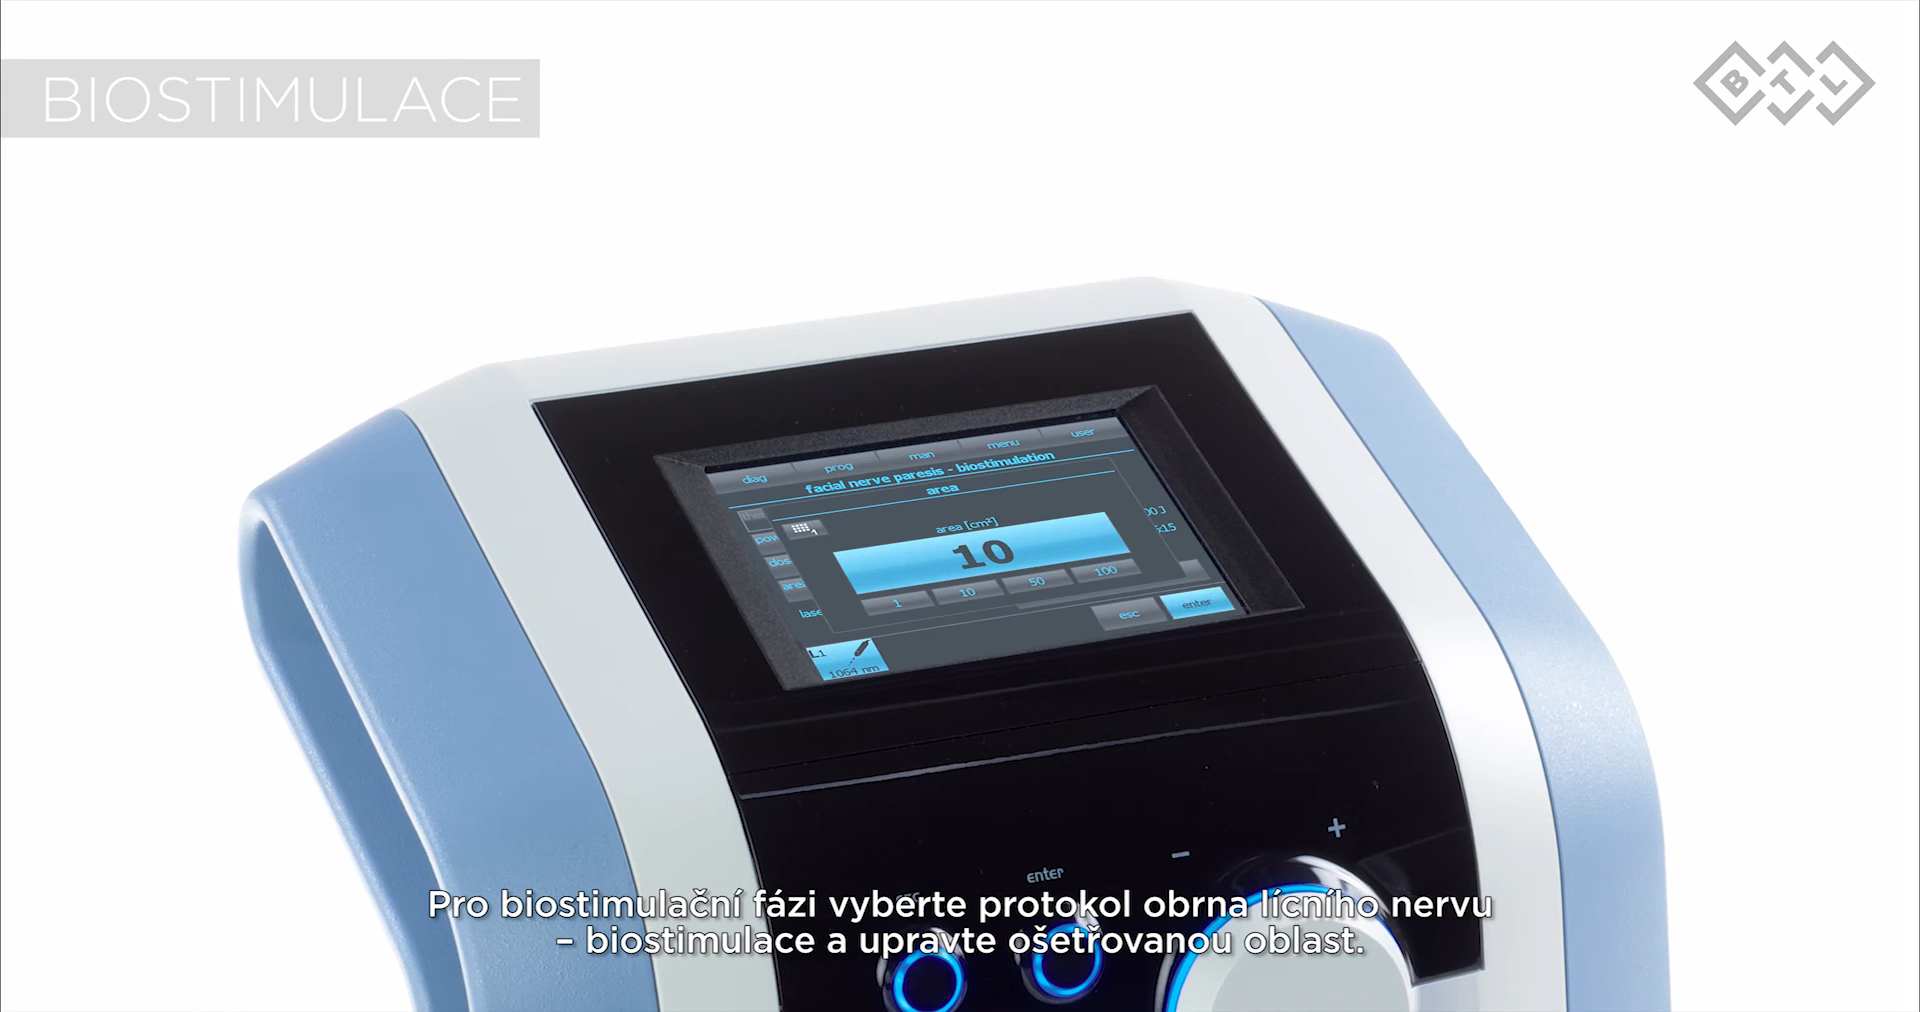 BIOSTIMULACE
BTL
diag prog man menu user
facial nerve paresis - biostimulation
area
area [cm²]
10
1 10 50 100
esc enter
L1
1064 nm
enter
− +
Pro biostimulační fázi vyberte protokol obrna lícního nervu
– biostimulace a upravte ošetřovanou oblast.